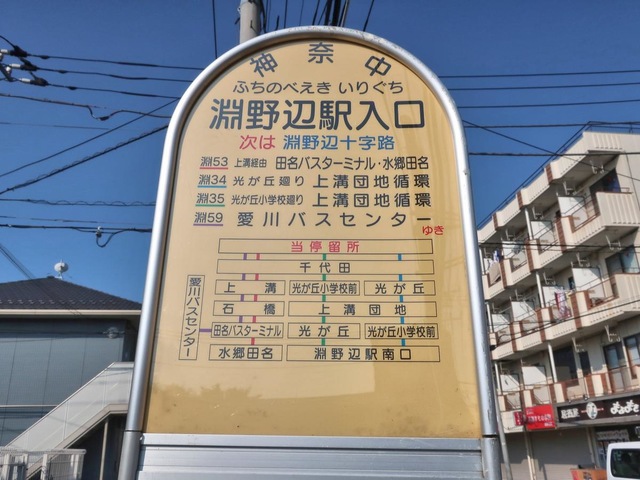 神奈中
ふちのべえき いりぐち
淵野辺駅入口
次は 淵野辺十字路
淵53 上溝経由 田名バスターミナル・水郷田名
淵34 光が丘廻り 上溝団地循環
淵35 光が丘小学校廻り 上溝団地循環
淵59 愛川バスセンター
ゆき
当停留所
千代田
上溝 光が丘小学校前 光が丘
石橋 上溝団地
愛川バスセンター
田名バスターミナル 光が丘 光が丘小学校前
水郷田名 淵野辺駅南口